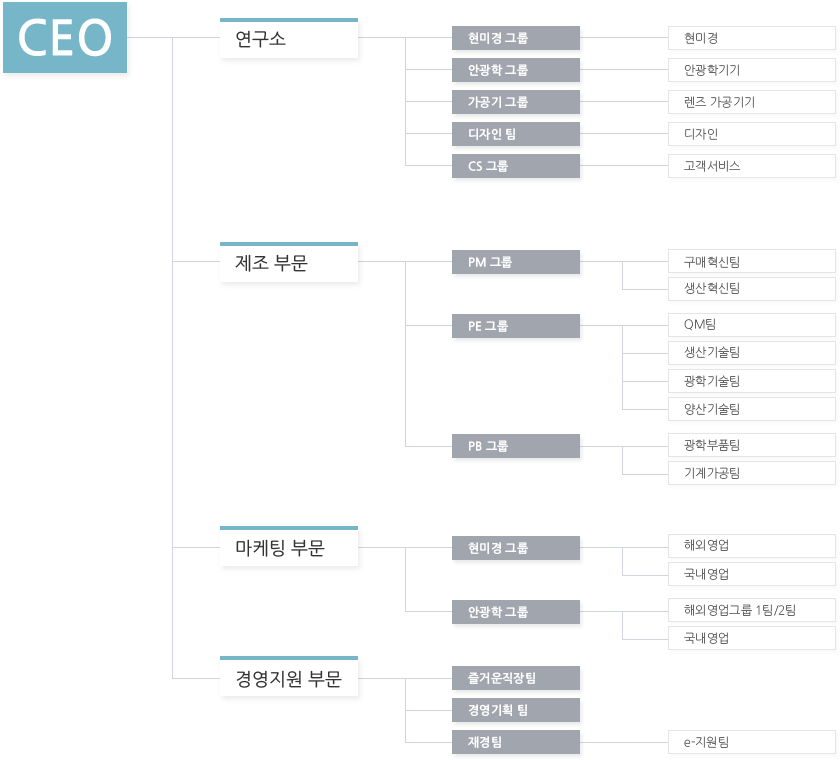 CEO
연구소
현미경 그룹
현미경
안광학 그룹
안광학기기
가공기 그룹
렌즈 가공기기
디자인 팀
디자인
CS 그룹
고객서비스
제조 부문
PM 그룹
구매혁신팀
생산혁신팀
PE 그룹
QM팀
생산기술팀
광학기술팀
양산기술팀
PB 그룹
광학부품팀
기계가공팀
마케팅 부문
현미경 그룹
해외영업
국내영업
안광학 그룹
해외영업그룹 1팀/2팀
국내영업
경영지원 부문
즐거운직장팀
경영기획 팀
재경팀
e-지원팀